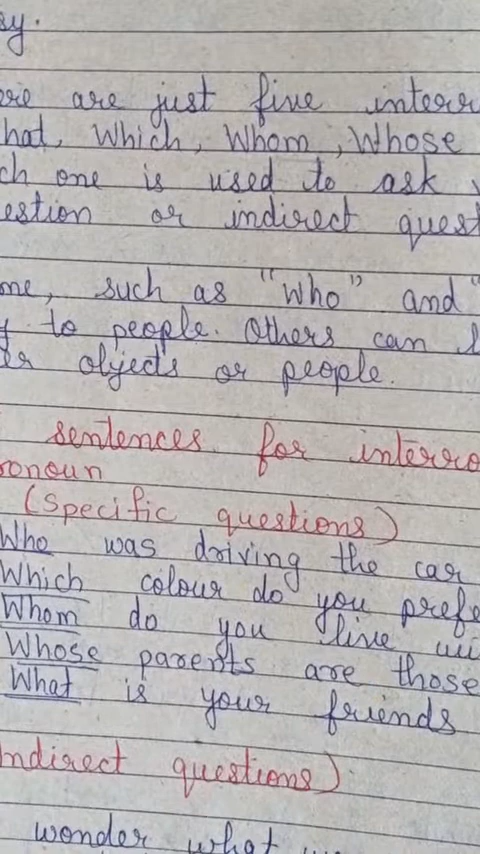 sy.
ere are just five interr
hat, Which, Whom, Whose
ch one is used to ask
estion or indirect quest
me, such as "who" and "
y to people. Others can
objects or people.
sentences for interro
ronoun
(Specific questions)
Who was driving the car
Which colour do you prefe
Whom do you live wi
Whose parents are those
What is your friends
Indirect questions)
wonder what